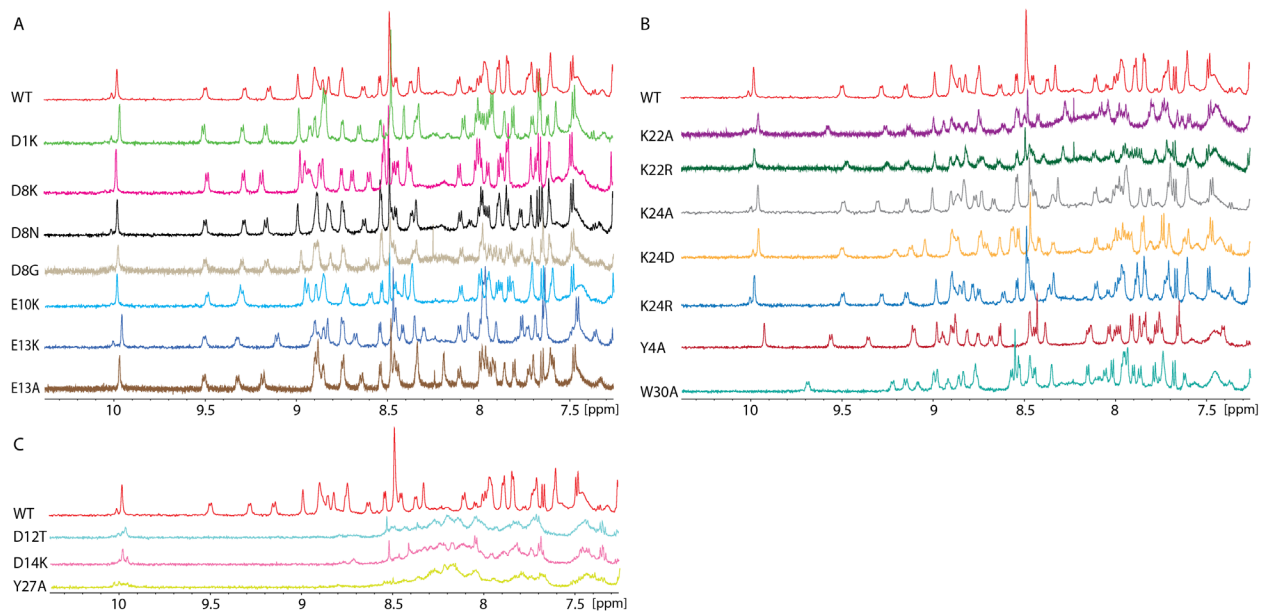 A
WT
D1K
D8K
D8N
D8G
E10K
E13K
E13A
10 9.5 9 8.5 8 7.5 [ppm]
B
WT
K22A
K22R
K24A
K24D
K24R
Y4A
W30A
10 9.5 9 8.5 8 7.5 [ppm]
C
WT
D12T
D14K
Y27A
10 9.5 9 8.5 8 7.5 [ppm]